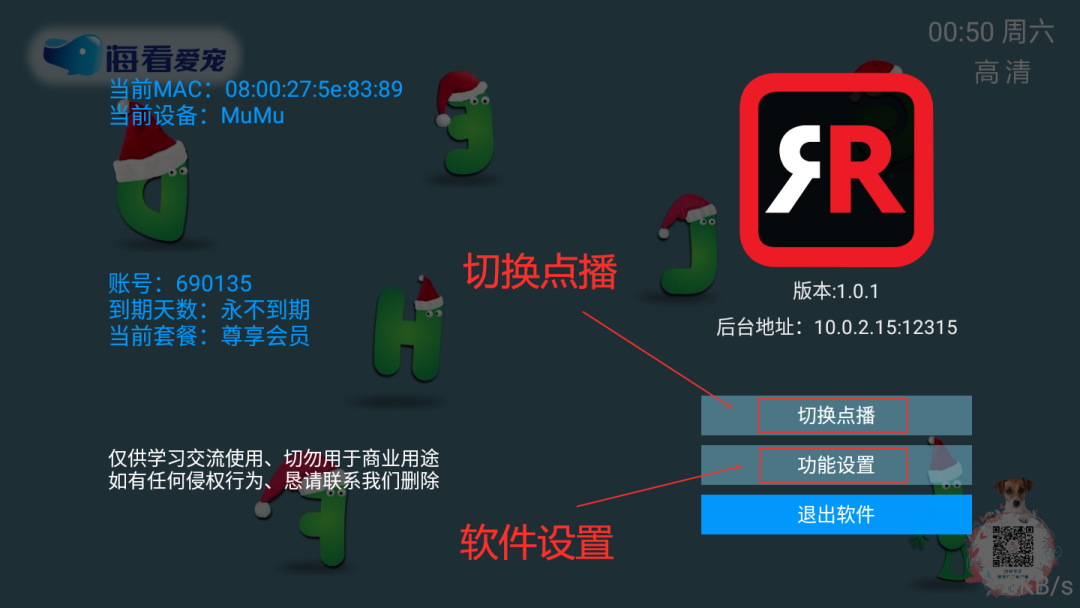 00:50 周六
高清
海看爱宠
当前MAC：08:00:27:5e:83:89
当前设备：MuMu
RR
版本:1.0.1
后台地址：10.0.2.15:12315
账号：690135
到期天数：永不到期
当前套餐：尊享会员
切换点播
切换点播
功能设置
退出软件
仅供学习交流使用、切勿用于商业用途
如有任何侵权行为、恳请联系我们删除
软件设置
KB/s